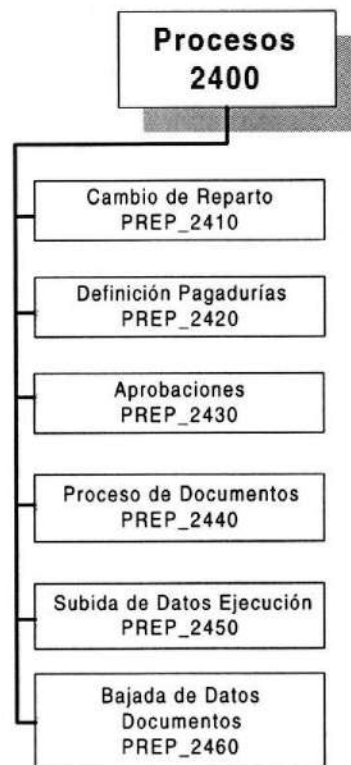 Procesos
2400
Cambio de Reparto
PREP_2410
Definición Pagadurías
PREP_2420
Aprobaciones
PREP_2430
Proceso de Documentos
PREP_2440
Subida de Datos Ejecución
PREP_2450
Bajada de Datos
Documentos
PREP_2460